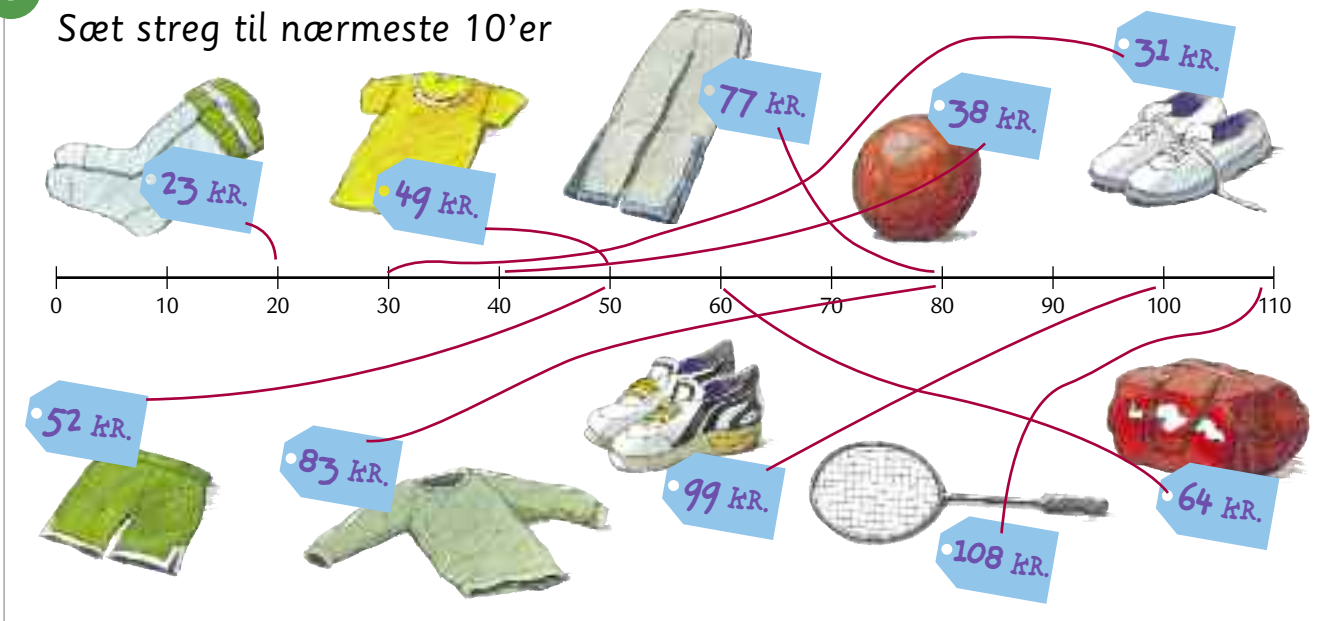 Sæt streg til nærmeste 10’er
31 kR.
77 kR.
38 kR.
23 kR.
49 kR.
0 10 20 30 40 50 60 70 80 90 100 110
52 kR.
83 kR.
99 kR.
64 kR.
108 kR.